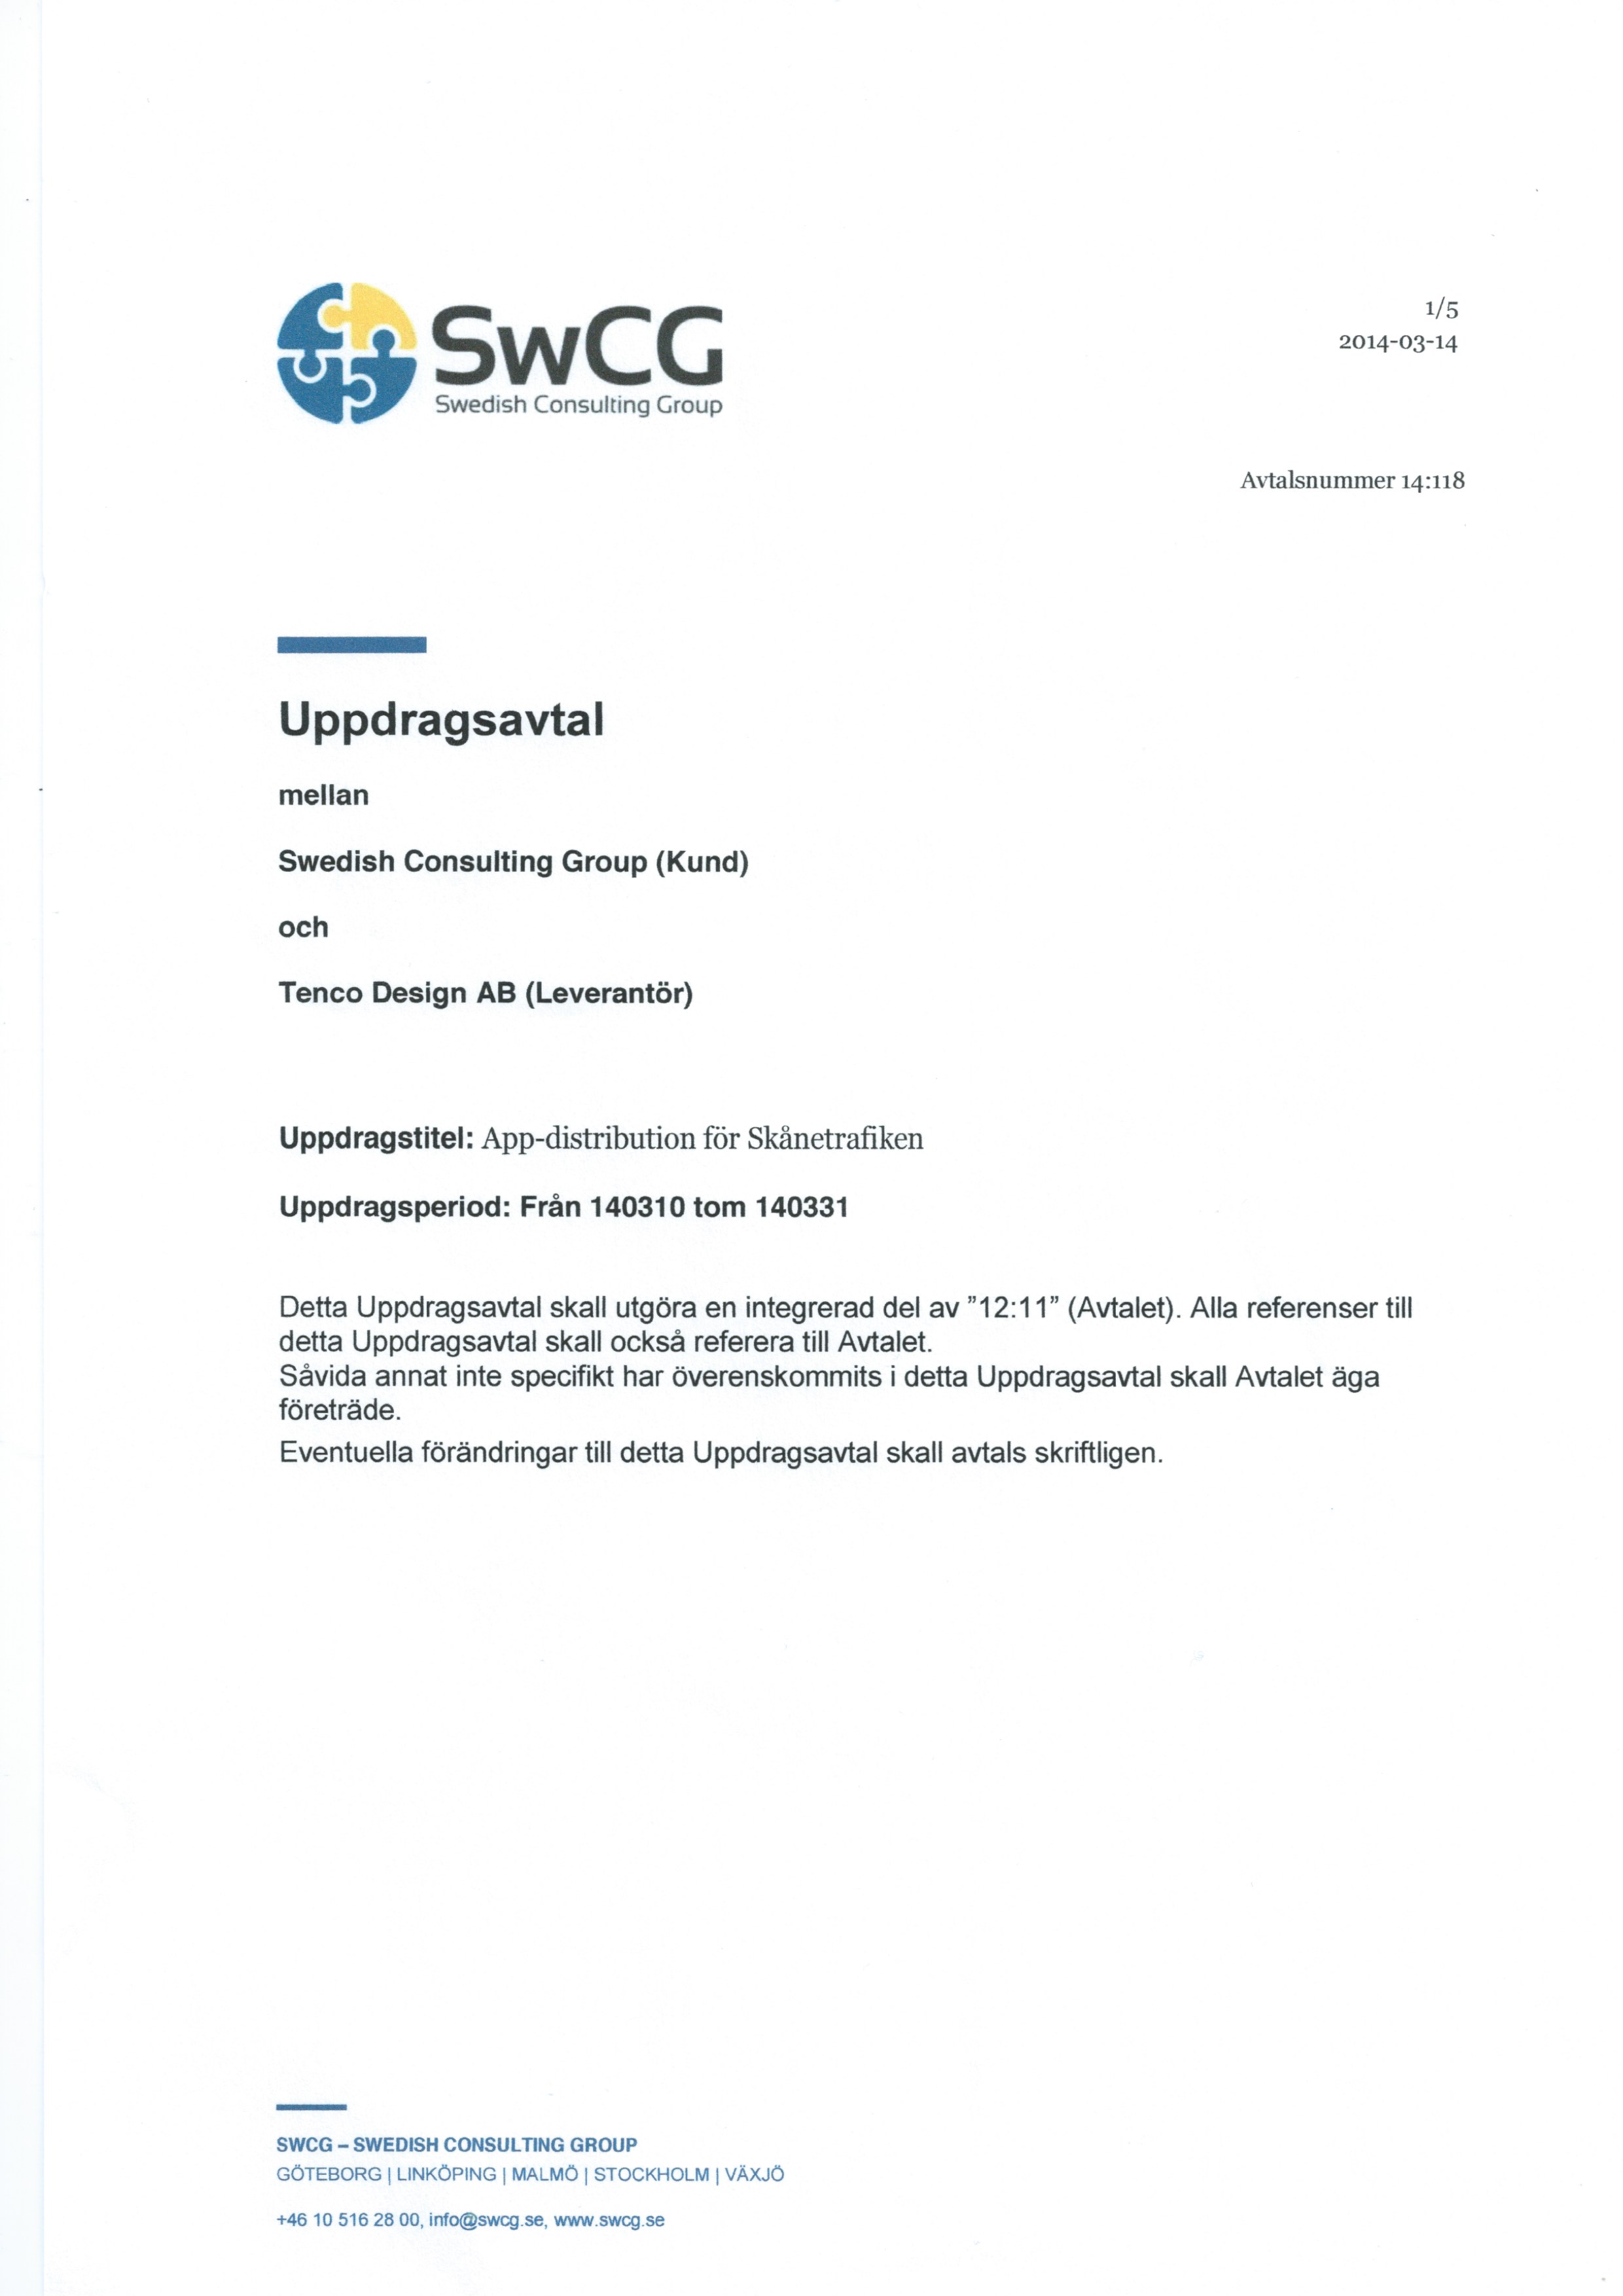 SwCG
Swedish Consulting Group
1/5
2014-03-14
Avtalsnummer 14:118
Uppdragsavtal
mellan
Swedish Consulting Group (Kund)
och
Tenco Design AB (Leverantör)
Uppdragstitel: App-distribution för Skånetrafiken
Uppdragsperiod: Från 140310 tom 140331
Detta Uppdragsavtal skall utgöra en integrerad del av ”12:11” (Avtalet). Alla referenser till
detta Uppdragsavtal skall också referera till Avtalet.
Såvida annat inte specifikt har överenskommits i detta Uppdragsavtal skall Avtalet äga
företräde.
Eventuella förändringar till detta Uppdragsavtal skall avtals skriftligen.
SWCG – SWEDISH CONSULTING GROUP
GÖTEBORG | LINKÖPING | MALMÖ | STOCKHOLM | VÄXJÖ
+46 10 516 28 00, info@swcg.se, www.swcg.se